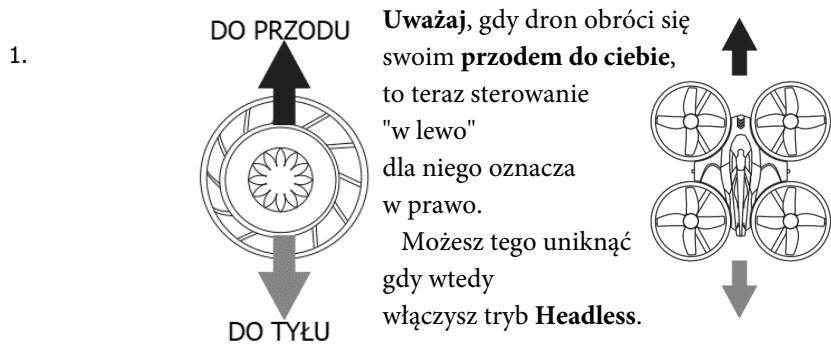 1.
DO PRZODU
DO TYŁU
Uważaj, gdy dron obróci się
swoim przodem do ciebie,
to teraz sterowanie
"w lewo"
dla niego oznacza
w prawo.
Możesz tego uniknąć
gdy wtedy
włączysz tryb Headless.